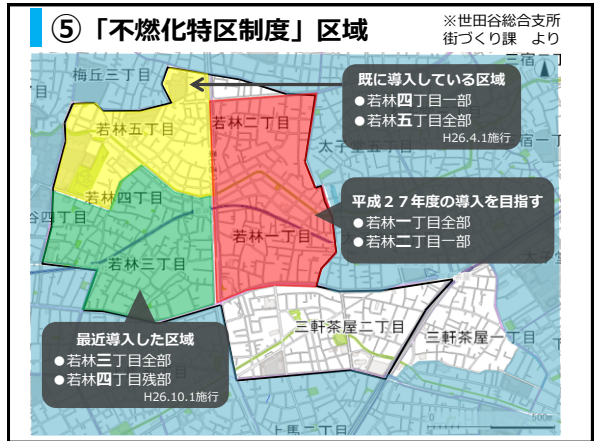 ⑤「不燃化特区制度」区域
※世田谷総合支所
街づくり課 より
梅丘三丁目
既に導入している区域
●若林四丁目一部
●若林五丁目全部
H26.4.1施行
若林五丁目
若林二丁目
平成27年度の導入を目指す
●若林一丁目全部
●若林二丁目一部
若林四丁目
谷四丁目
若林一丁目
若林三丁目
最近導入した区域
●若林三丁目全部
●若林四丁目残部
H26.10.1施行
三軒茶屋二丁目
三軒茶屋一丁目
上馬二丁目
0
500m